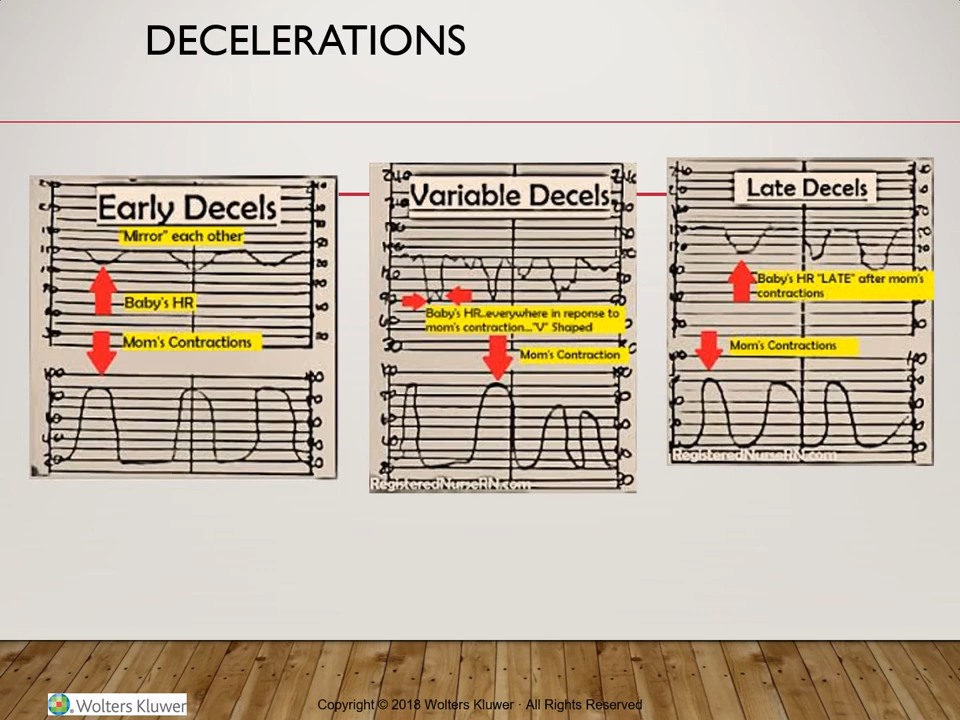 DECELERATIONS
Early Decels
"Mirror" each other
Baby's HR
Mom's Contractions
Variable Decels
Baby's HR..everywhere in reponse to
mom's contraction...."V" Shaped
Mom's Contraction
RegisteredNurseRN.com
Late Decels
Baby's HR "LATE" after mom's
contractions
Mom's Contractions
RegisteredNurseRN.com
Wolters Kluwer
Copyright © 2018 Wolters Kluwer · All Rights Reserved